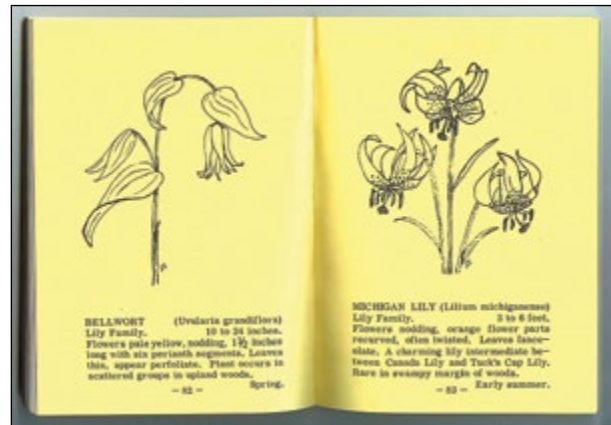 BELLWORT (Uvularia grandiflora)
Lily Family. 10 to 24 inches.
Flowers pale yellow, nodding, 1½ inches
long with six perianth segments. Leaves
thin, appear perfoliate. Plant occurs in
scattered groups in upland woods.
Spring.
– 82 –
MICHIGAN LILY (Lilium michiganense)
Lily Family. 3 to 6 feet.
Flowers nodding, orange flower parts
recurved, often twisted. Leaves lance-
olate. A charming lily intermediate be-
tween Canada Lily and Turk's Cap Lily.
Rare in swampy margin of woods.
Early summer.
– 83 –